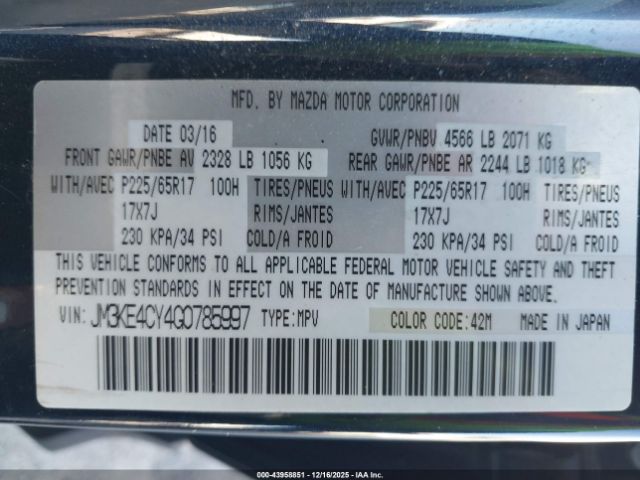 MFD. BY MAZDA MOTOR CORPORATION
DATE 03/16 GVWR/PNBV 4566 LB 2071 KG
FRONT GAWR/PNBE AV 2328 LB 1056 KG REAR GAWR/PNBE AR 2244 LB 1018 KG
WITH/AVEC P225/65R17 100H TIRES/PNEUS WITH/AVEC P225/65R17 100H TIRES/PNEUS
17X7J RIMS/JANTES 17X7J RIMS/JANTES
230 KPA/34 PSI COLD/A FROID 230 KPA/34 PSI COLD/A FROID
THIS VEHICLE CONFORMS TO ALL APPLICABLE FEDERAL MOTOR VEHICLE SAFETY AND THEFT
PREVENTION STANDARDS IN EFFECT ON THE DATE OF MANUFACTURE SHOWN ABOVE.
VIN: JM3KE4CY4G0785997 TYPE: MPV COLOR CODE: 42M MADE IN JAPAN
000-43958851 | 12/16/2025 - IAA Inc.